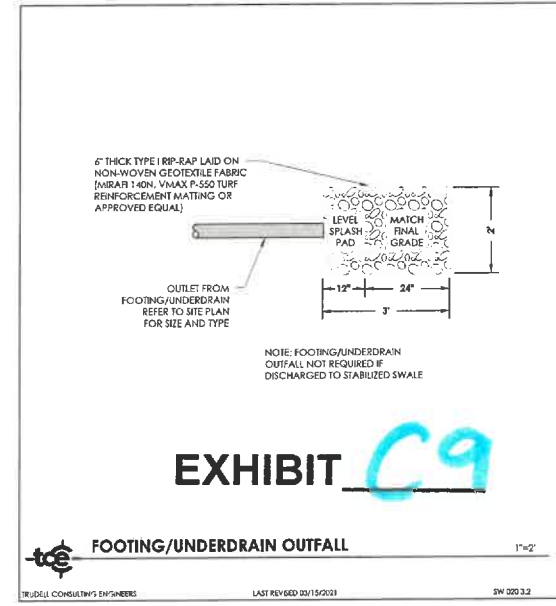 6" THICK TYPE I RIP-RAP LAID ON
NON-WOVEN GEOTEXTILE FABRIC
(MIRAFI 140N, VMAX P-550 TURF
REINFORCEMENT MATTING OR
APPROVED EQUAL)
LEVEL
SPLASH
PAD
MATCH
FINAL
GRADE
2'
OUTLET FROM
FOOTING/UNDERDRAIN
REFER TO SITE PLAN
FOR SIZE AND TYPE
12"
24"
3'
NOTE: FOOTING/UNDERDRAIN
OUTFALL NOT REQUIRED IF
DISCHARGED TO STABILIZED SWALE
EXHIBIT C9
tce
FOOTING/UNDERDRAIN OUTFALL
1"=2'
TRUDELL CONSULTING ENGINEERS
LAST REVISED 03/15/2021
SW 020 3.2